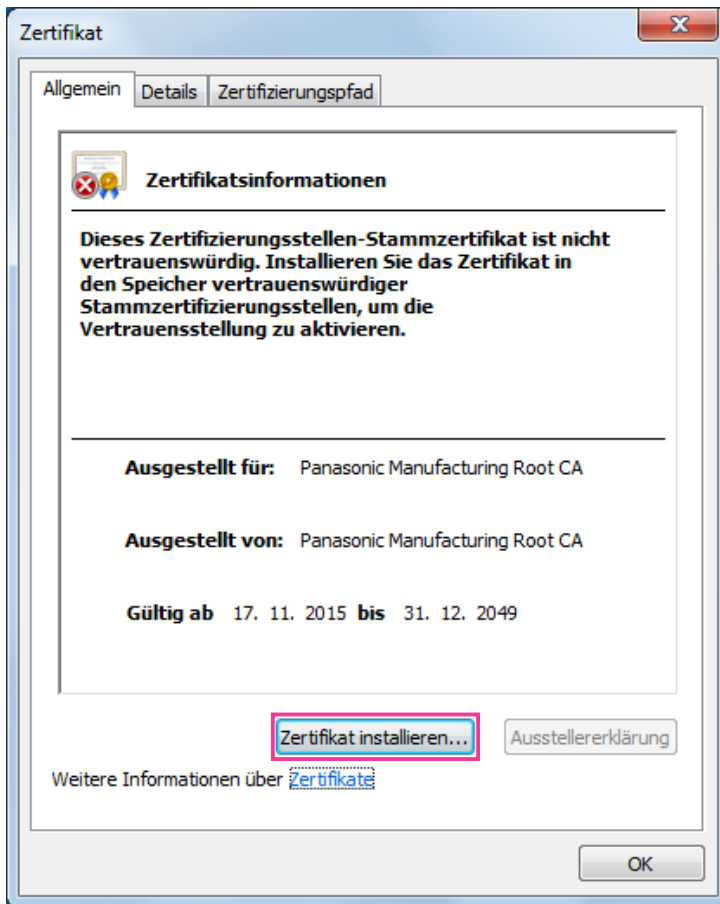 Zertifikat
Allgemein Details Zertifizierungspfad
Zertifikatsinformationen
Dieses Zertifizierungsstellen-Stammzertifikat ist nicht
vertrauenswürdig. Installieren Sie das Zertifikat in
den Speicher vertrauenswürdiger
Stammzertifizierungsstellen, um die
Vertrauensstellung zu aktivieren.
Ausgestellt für: Panasonic Manufacturing Root CA
Ausgestellt von: Panasonic Manufacturing Root CA
Gültig ab 17. 11. 2015 bis 31. 12. 2049
Zertifikat installieren... Ausstellererklärung
Weitere Informationen über Zertifikate
OK